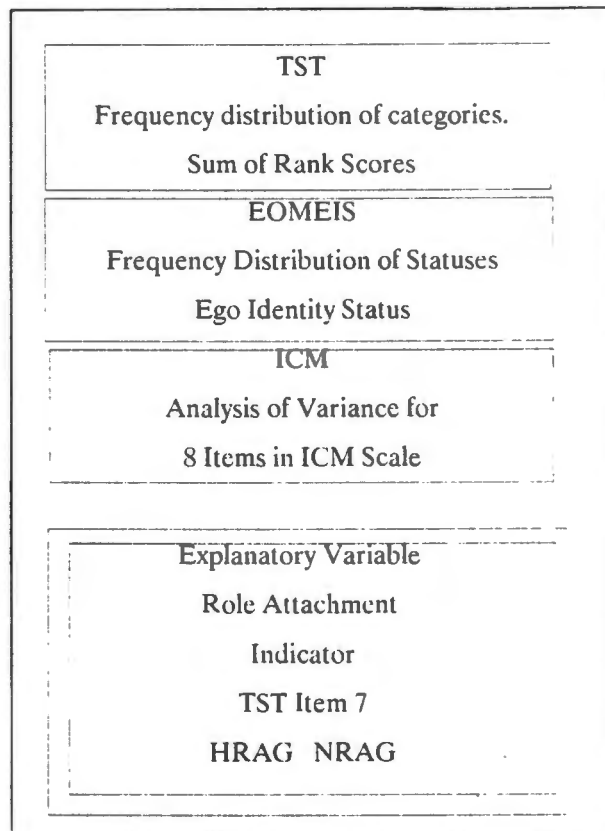 TST
Frequency distribution of categories.
Sum of Rank Scores
EOMEIS
Frequency Distribution of Statuses
Ego Identity Status
ICM
Analysis of Variance for
8 Items in ICM Scale
Explanatory Variable
Role Attachment
Indicator
TST Item 7
HRAG NRAG